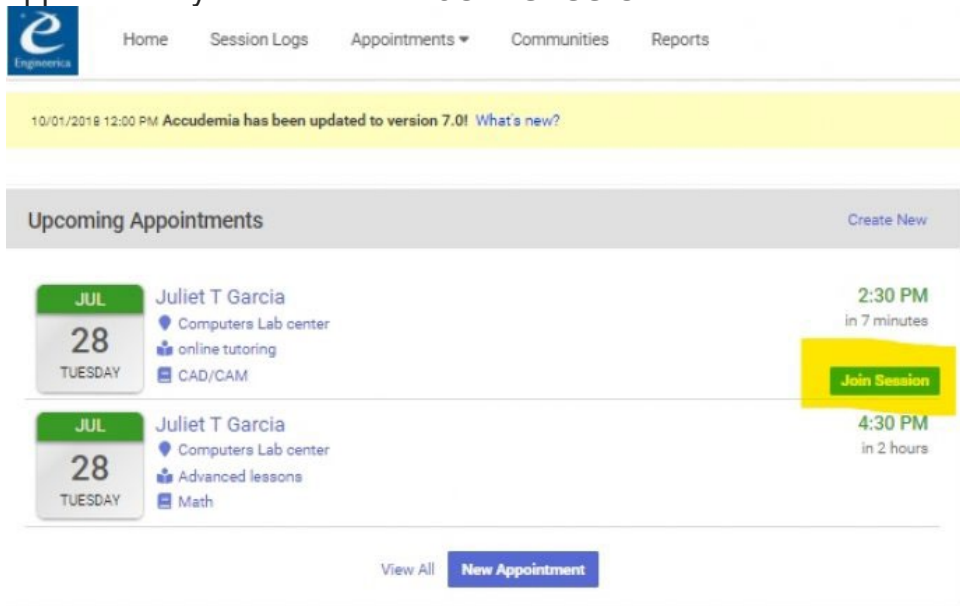 Engineerica
Home Session Logs Appointments Communities Reports
10/01/2018 12:00 PM Accudemia has been updated to version 7.0! What's new?
Upcoming Appointments Create New
JUL
28
TUESDAY
Juliet T Garcia
Computers Lab center
online tutoring
CAD/CAM
2:30 PM
in 7 minutes
Join Session
JUL
28
TUESDAY
Juliet T Garcia
Computers Lab center
Advanced lessons
Math
4:30 PM
in 2 hours
View All New Appointment